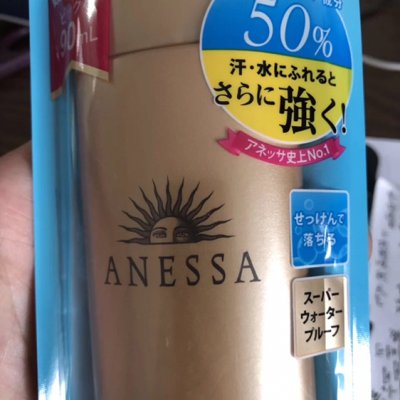 90mL
50%
汗・水にふれると
さらに強く!
アネッサ史上No.1
せっけんで
落ちる
ANESSA
スーパー
ウォーター
プルーフ